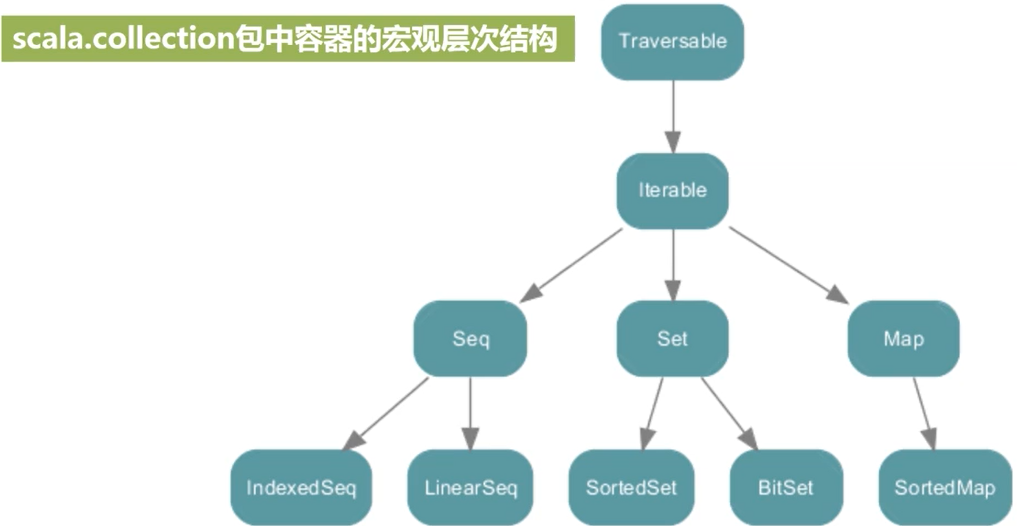 scala.collection包中容器的宏观层次结构
Traversable
Iterable
Seq
Set
Map
IndexedSeq
LinearSeq
SortedSet
BitSet
SortedMap